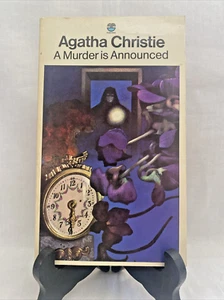 Agatha Christie
A Murder is Announced